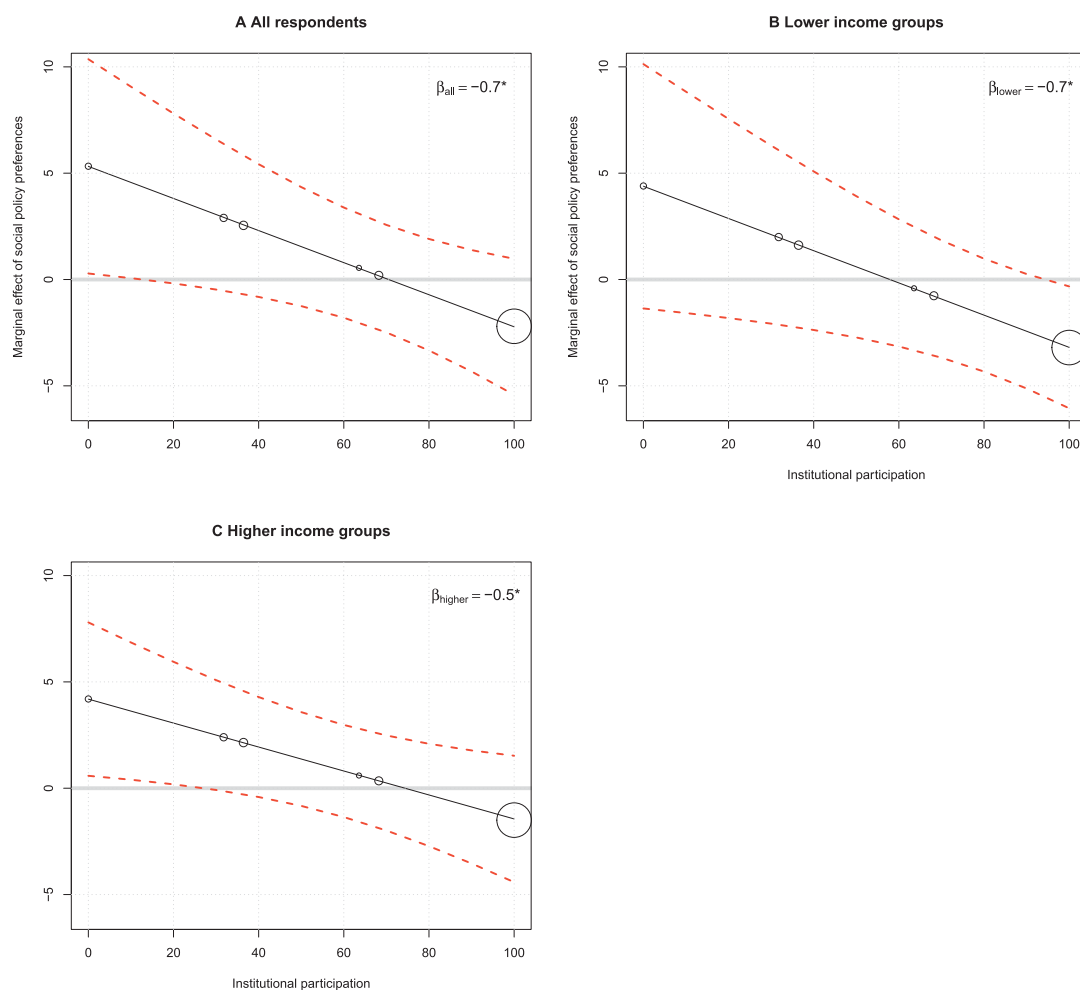 A All respondents
Marginal effect of social policy preferences
10
5
0
−5
βall = −0.7*
0 20 40 60 80 100
B Lower income groups
Marginal effect of social policy preferences
10
5
0
−5
βlower = −0.7*
0 20 40 60 80 100
Institutional participation
C Higher income groups
10
5
0
−5
βhigher = −0.5*
0 20 40 60 80 100
Institutional participation